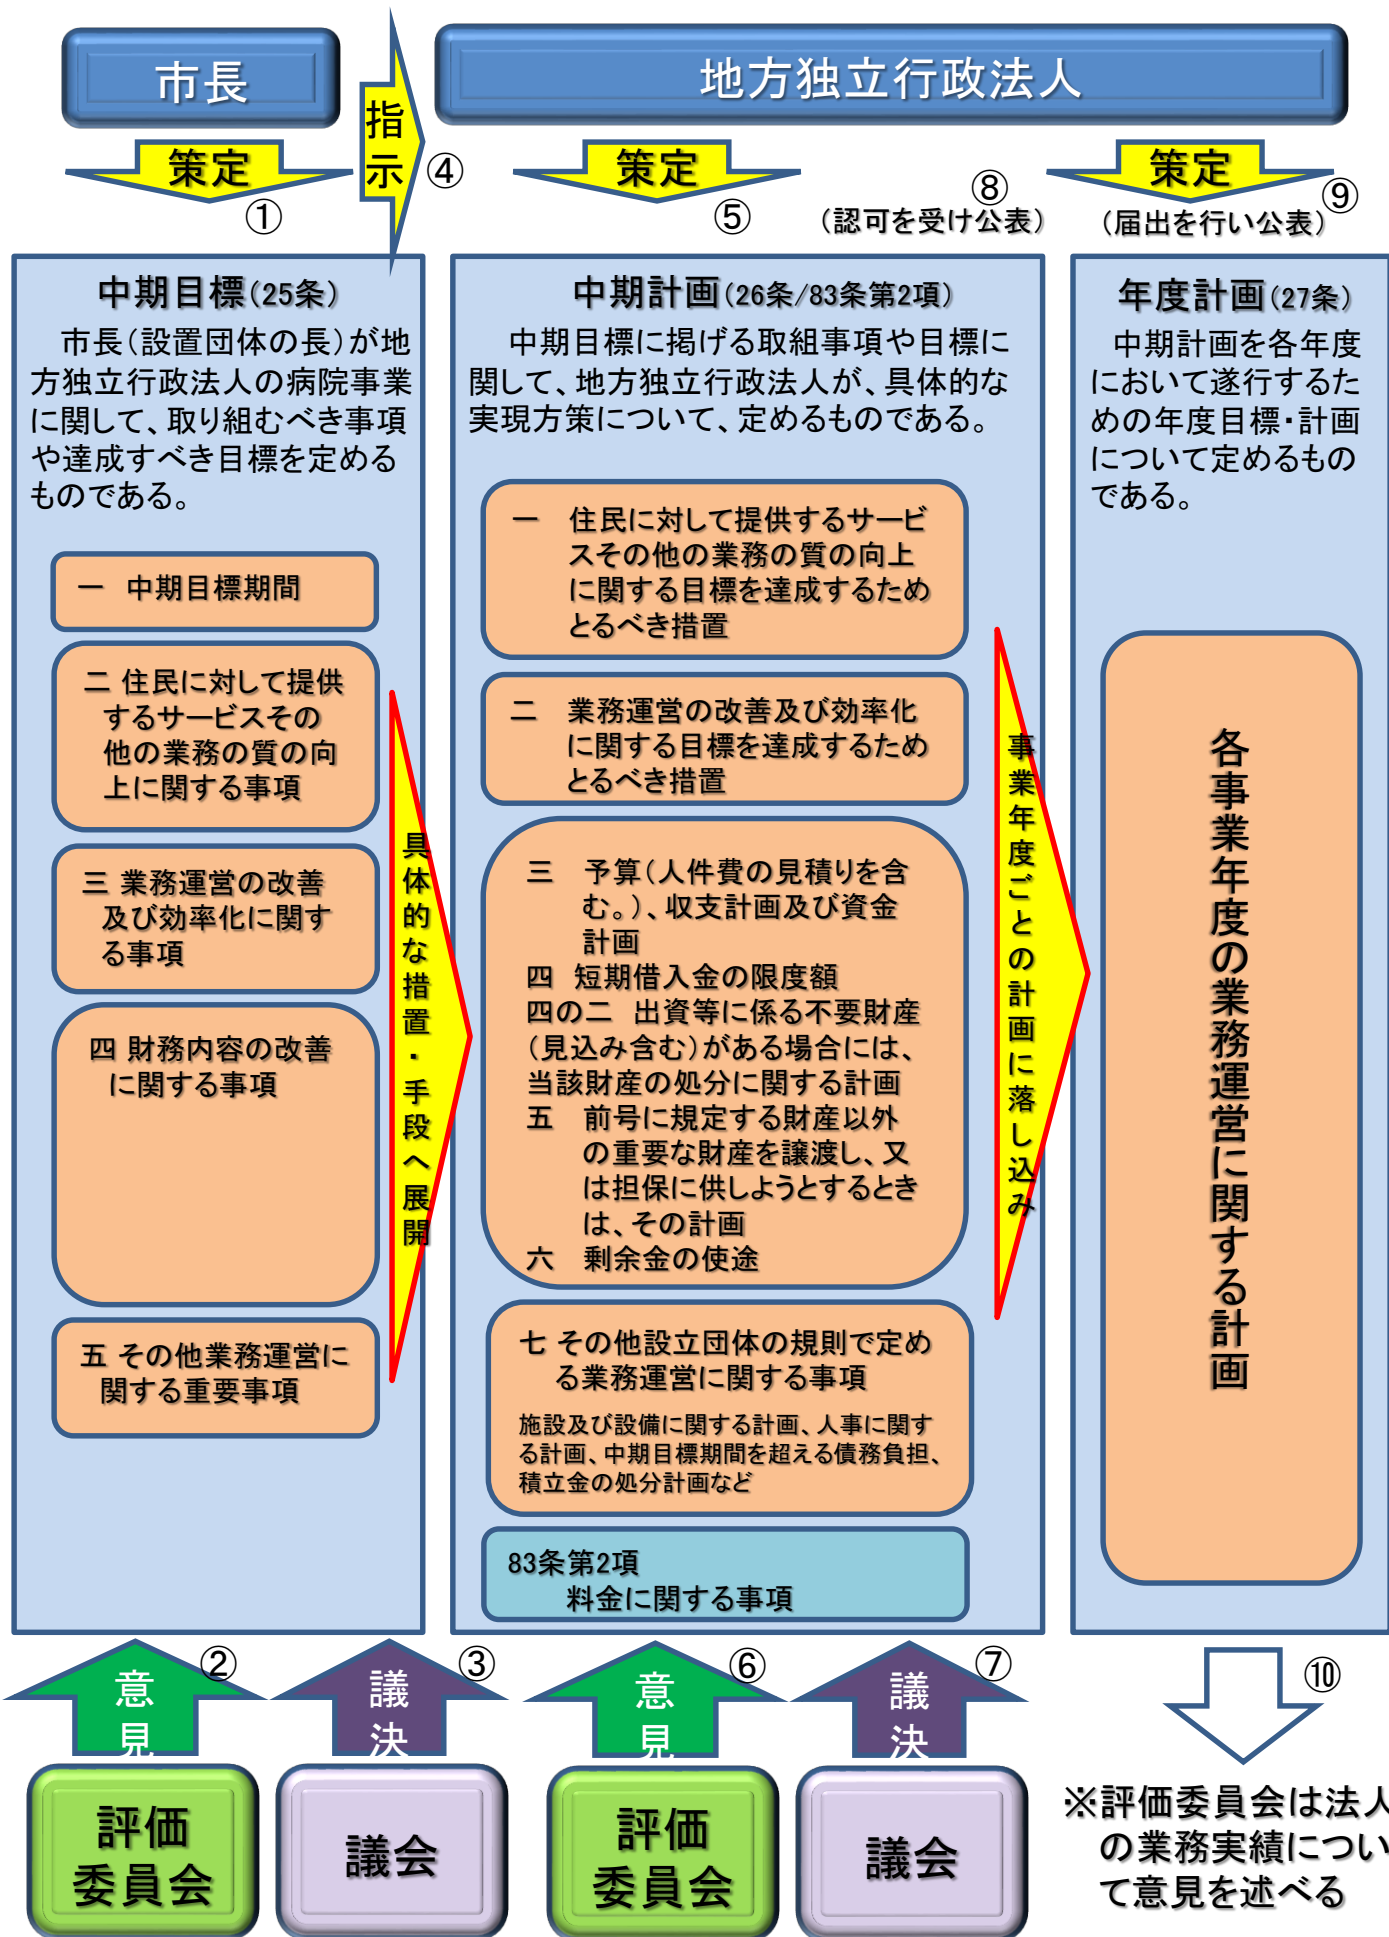 市長
地方独立行政法人
指示
④
策定
①
策定
⑤
⑧
（認可を受け公表）
策定
⑨
（届出を行い公表）
中期目標（25条）
市長（設置団体の長）が地
方独立行政法人の病院事業
に関して、取り組むべき事項
や達成すべき目標を定める
ものである。
一　中期目標期間
二 住民に対して提供
するサービスその
他の業務の質の向
上に関する事項
三 業務運営の改善
及び効率化に関す
る事項
四 財務内容の改善
に関する事項
五 その他業務運営に
関する重要事項
具体的な措置・手段へ展開
中期計画（26条/83条第2項）
中期目標に掲げる取組事項や目標に
関して、地方独立行政法人が、具体的な
実現方策について、定めるものである。
一　住民に対して提供するサービ
スその他の業務の質の向上
に関する目標を達成するため
とるべき措置
二　業務運営の改善及び効率化
に関する目標を達成するため
とるべき措置
三　予算（人件費の見積りを含
む。）、収支計画及び資金
計画
四　短期借入金の限度額
四の二　出資等に係る不要財産
（見込み含む）がある場合には、
当該財産の処分に関する計画
五　前号に規定する財産以外
の重要な財産を譲渡し、又
は担保に供しようとするとき
は、その計画
六　剰余金の使途
七 その他設立団体の規則で定め
る業務運営に関する事項
施設及び設備に関する計画、人事に関す
る計画、中期目標期間を超える債務負担、
積立金の処分計画など
83条第2項
料金に関する事項
事業年度ごとの計画に落し込み
年度計画（27条）
中期計画を各年度
において遂行するた
めの年度目標・計画
について定めるもの
である。
各事業年度の業務運営に関する計画
意見
②
議決
③
意見
⑥
議決
⑦
⑩
評価
委員会
議会
評価
委員会
議会
※評価委員会は法人
の業務実績につい
て意見を述べる